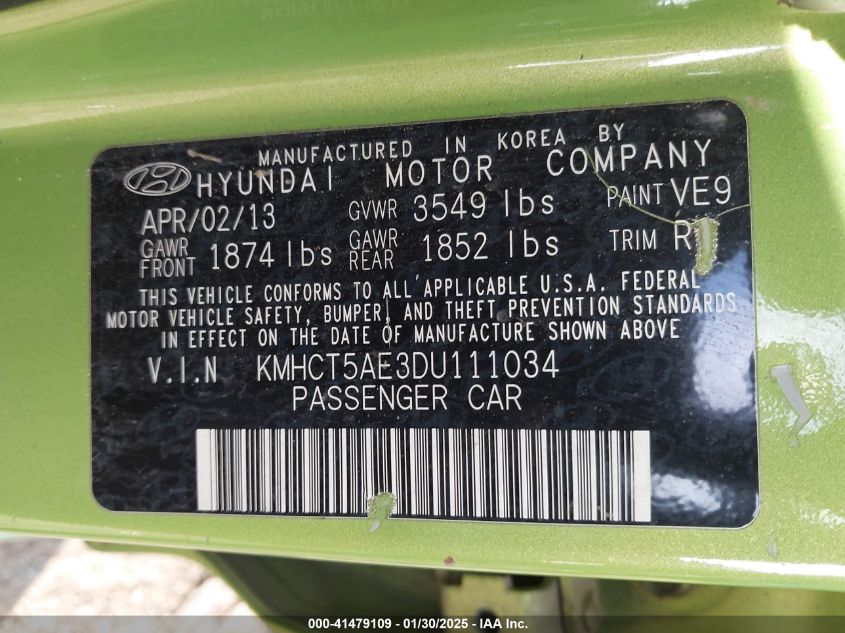 MANUFACTURED IN KOREA BY
HYUNDAI MOTOR COMPANY
APR/02/13 GVWR 3549 lbs PAINT VE9
GAWR FRONT 1874 lbs GAWR REAR 1852 lbs TRIM R
THIS VEHICLE CONFORMS TO ALL APPLICABLE U.S.A. FEDERAL
MOTOR VEHICLE SAFETY, BUMPER, AND THEFT PREVENTION STANDARDS
IN EFFECT ON THE DATE OF MANUFACTURE SHOWN ABOVE
V.I.N KMHCT5AE3DU111034
PASSENGER CAR
000-41479109 - 01/30/2025 - IAA Inc.